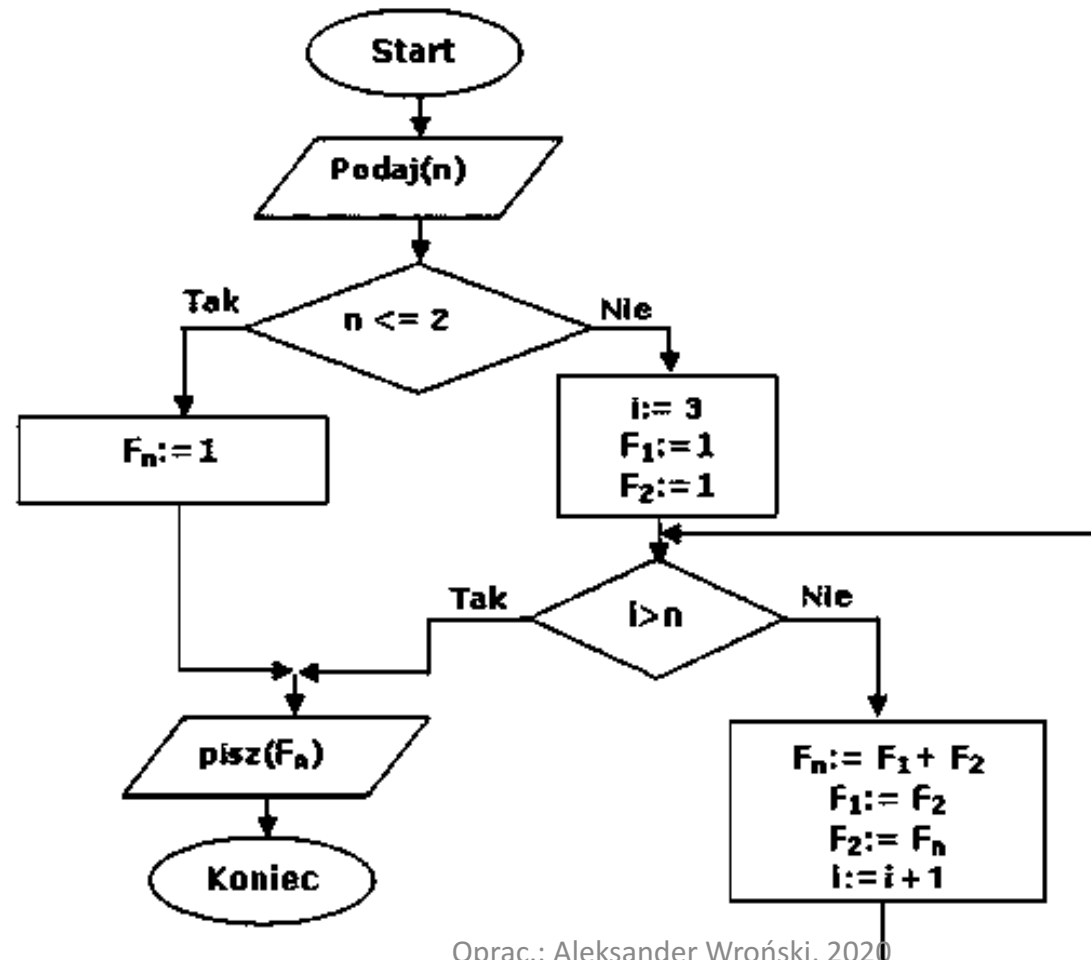 Start
Podaj(n)
n <= 2
Tak
Nie
Fₙ:=1
i:= 3
F₁:=1
F₂:=1
i>n
Tak
Nie
Fₙ:= F₁+ F₂
F₁:= F₂
F₂:= Fₙ
i:=i+1
pisz(Fₙ)
Koniec
Oprac.: Aleksander Wroński, 2020